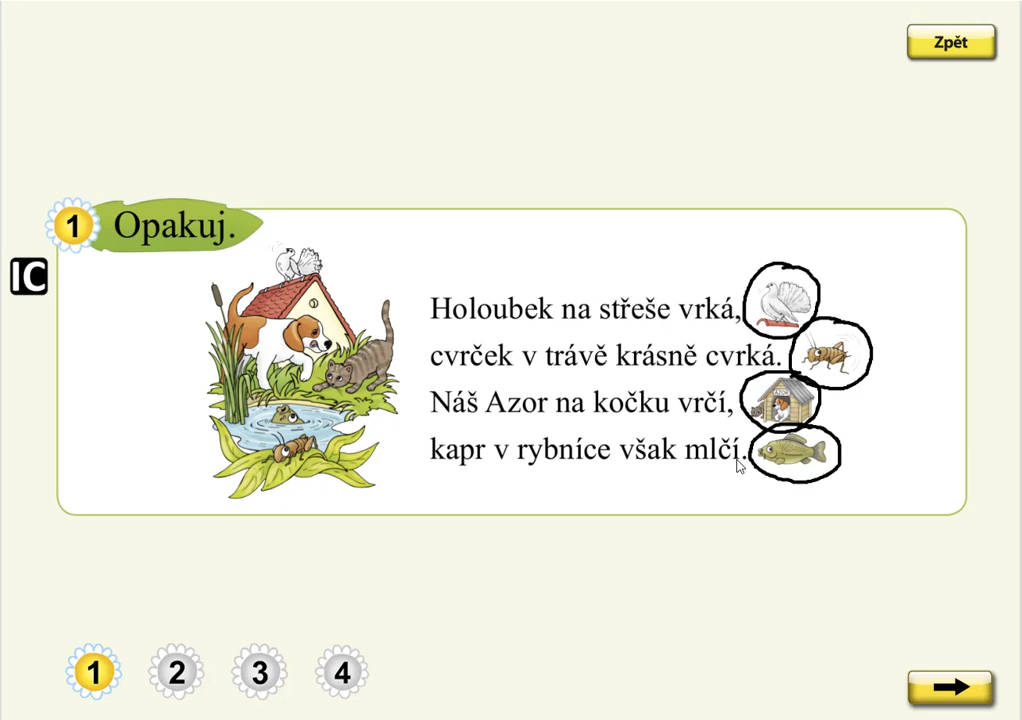 Zpět
1 Opakuj.
IC
Holoubek na střeše vrká,
cvrček v trávě krásně cvrká.
Náš Azor na kočku vrčí,
kapr v rybníce však mlčí.
1 2 3 4